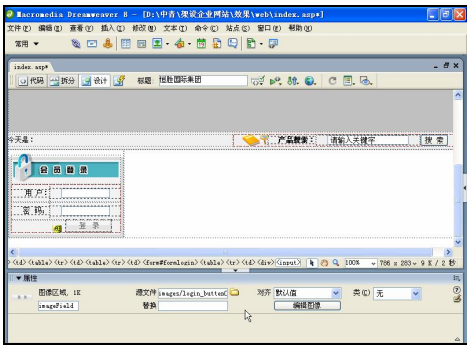 Macromedia Dreamweaver 8 - [D:\中青\架设企业网站\效果\web\index.asp*]
文件(F) 编辑(E) 查看(V) 插入(I) 修改(M) 文本(T) 命令(C) 站点(S) 窗口(W) 帮助(H)
常用
index.asp*
代码 拆分 设计 标题: 恒胜国际集团
今天是: 产品搜索: 请输入关键字 搜 索
会 员 登 录
用 户:
密 码:
登 录
<td> <table> <tr> <td> <table> <tr> <td> <form#formlogin> <table> <tr> <td> <div> <input> 100% 786 x 283 9 K / 2 秒
属性
图像区域, 1K 源文件 images/login_button 对齐 默认值 类(C) 无
imageField 替换 编辑图像